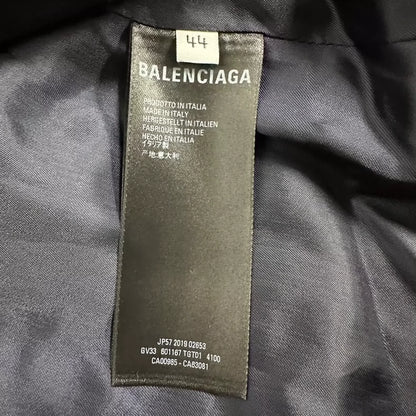 44
BALENCIAGA
PRODOTTO IN ITALIA
MADE IN ITALY
HERGESTELLT IN ITALIEN
FABRIQUE EN ITALIE
HECHO EN ITALIA
イタリア製
产地:意大利
JP57 2019 02653
GV33 601167 TGT01 4100
CA00985 - CA83081